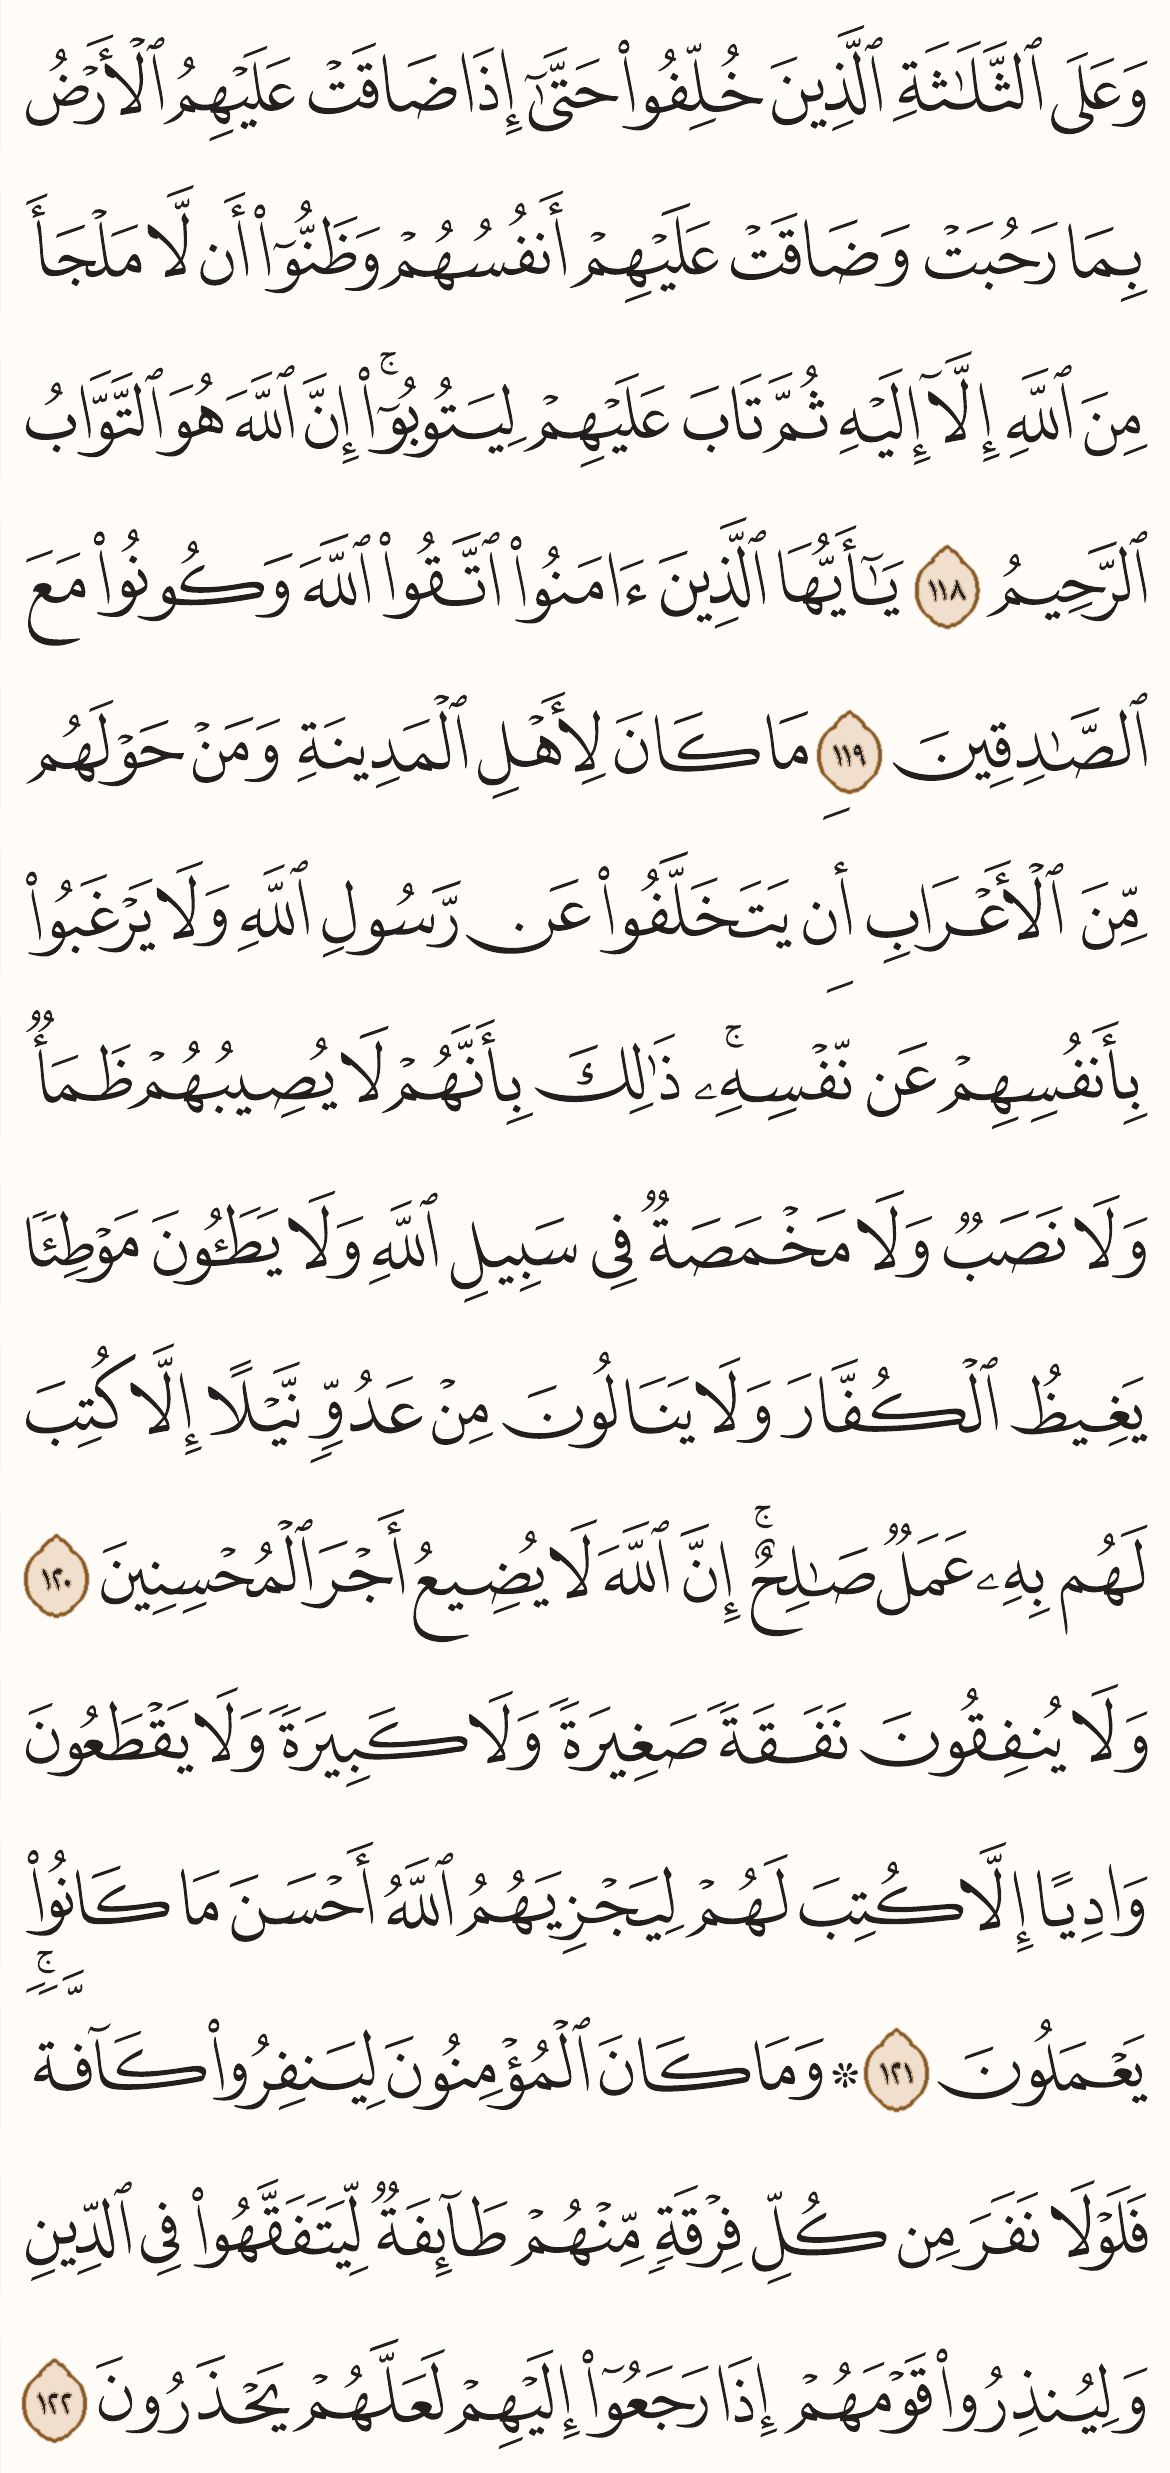 وَعَلَى ٱلثَّلَٰثَةِ ٱلَّذِينَ خُلِّفُوا۟ حَتَّىٰٓ إِذَا ضَاقَتْ عَلَيْهِمُ ٱلْأَرْضُ
بِمَا رَحُبَتْ وَضَاقَتْ عَلَيْهِمْ أَنفُسُهُمْ وَظَنُّوٓا۟ أَن لَّا مَلْجَأَ
مِنَ ٱللَّهِ إِلَّآ إِلَيْهِ ثُمَّ تَابَ عَلَيْهِمْ لِيَتُوبُوٓا۟ ۚ إِنَّ ٱللَّهَ هُوَ ٱلتَّوَّابُ
ٱلرَّحِيمُ ١١٨ يَٰٓأَيُّهَا ٱلَّذِينَ ءَامَنُوا۟ ٱتَّقُوا۟ ٱللَّهَ وَكُونُوا۟ مَعَ
ٱلصَّٰدِقِينَ ١١٩ مَا كَانَ لِأَهْلِ ٱلْمَدِينَةِ وَمَنْ حَوْلَهُم
مِّنَ ٱلْأَعْرَابِ أَن يَتَخَلَّفُوا۟ عَن رَّسُولِ ٱللَّهِ وَلَا يَرْغَبُوا۟
بِأَنفُسِهِمْ عَن نَّفْسِهِۦ ۚ ذَٰلِكَ بِأَنَّهُمْ لَا يُصِيبُهُمْ ظَمَأٌ
وَلَا نَصَبٌ وَلَا مَخْمَصَةٌ فِى سَبِيلِ ٱللَّهِ وَلَا يَطَـُٔونَ مَوْطِئًا
يَغِيظُ ٱلْكُفَّارَ وَلَا يَنَالُونَ مِنْ عَدُوٍّ نَّيْلًا إِلَّا كُتِبَ
لَهُم بِهِۦ عَمَلٌ صَٰلِحٌ ۚ إِنَّ ٱللَّهَ لَا يُضِيعُ أَجْرَ ٱلْمُحْسِنِينَ ١٢٠
وَلَا يُنفِقُونَ نَفَقَةً صَغِيرَةً وَلَا كَبِيرَةً وَلَا يَقْطَعُونَ
وَادِيًا إِلَّا كُتِبَ لَهُمْ لِيَجْزِيَهُمُ ٱللَّهُ أَحْسَنَ مَا كَانُوا۟
يَعْمَلُونَ ١٢١ ۞ وَمَا كَانَ ٱلْمُؤْمِنُونَ لِيَنفِرُوا۟ كَآفَّةً ۚ
فَلَوْلَا نَفَرَ مِن كُلِّ فِرْقَةٍ مِّنْهُمْ طَآئِفَةٌ لِّيَتَفَقَّهُوا۟ فِى ٱلدِّينِ
وَلِيُنذِرُوا۟ قَوْمَهُمْ إِذَا رَجَعُوٓا۟ إِلَيْهِمْ لَعَلَّهُمْ يَحْذَرُونَ ١٢٢